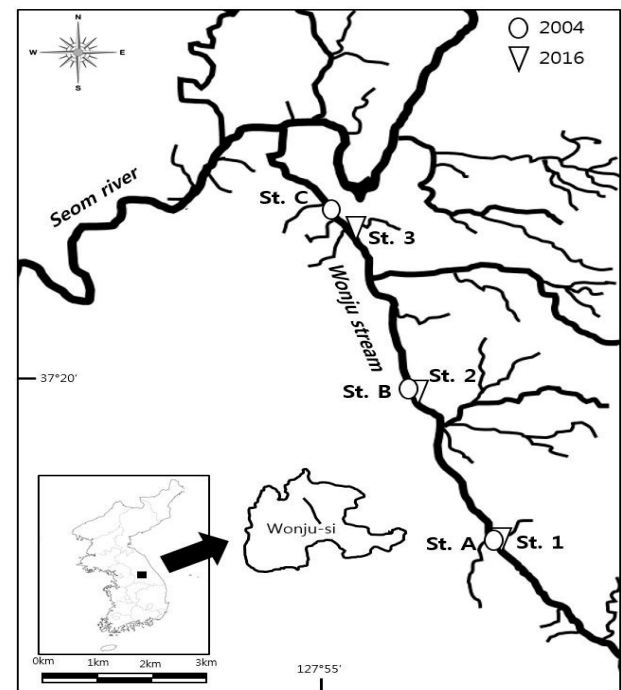 N
W E
S
2004
2016
Seom river
St. C
St. 3
Wonju stream
37°20'
St. 2
St. B
Wonju-si
St. A
St. 1
0km 1km 2km 3km
127°55'